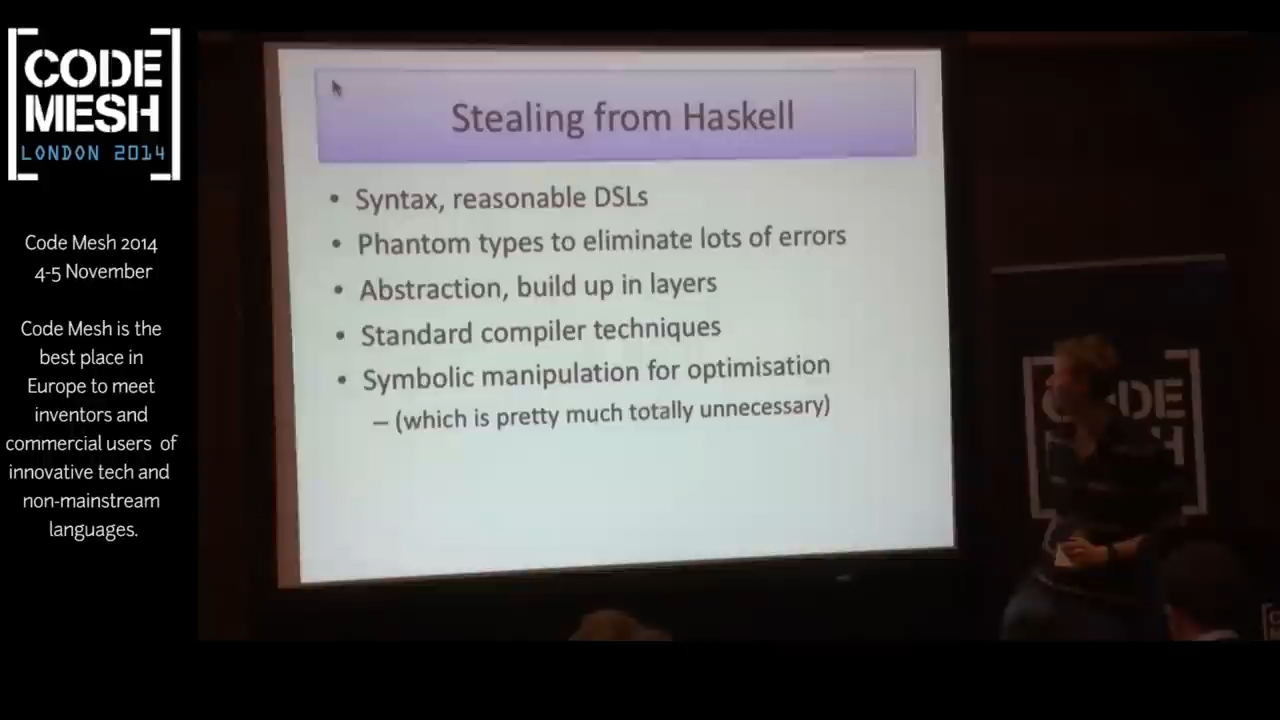 CODE
MESH
LONDON 2014
Code Mesh 2014
4-5 November
Code Mesh is the
best place in
Europe to meet
inventors and
commercial users of
innovative tech and
non-mainstream
languages.
Stealing from Haskell
• Syntax, reasonable DSLs
• Phantom types to eliminate lots of errors
• Abstraction, build up in layers
• Standard compiler techniques
• Symbolic manipulation for optimisation
– (which is pretty much totally unnecessary)
CODE
MESH